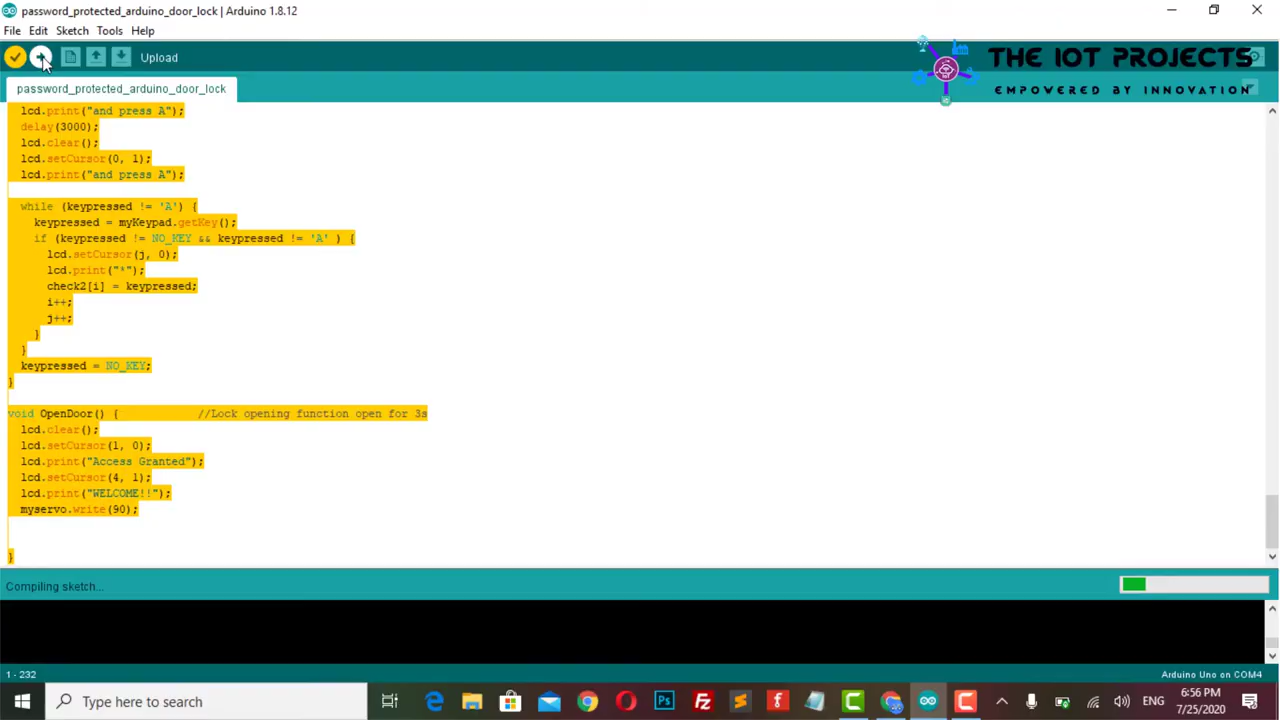 password_protected_arduino_door_lock | Arduino 1.8.12
File Edit Sketch Tools Help
Upload
THE IOT PROJECTS
EMPOWERED BY INNOVATION
password_protected_arduino_door_lock
lcd.print("and press A");
delay(3000);
lcd.clear();
lcd.setCursor(0, 1);
lcd.print("and press A");
while (keypressed != 'A') {
keypressed = myKeypad.getKey();
if (keypressed != NO_KEY && keypressed != 'A' ) {
lcd.setCursor(j, 0);
lcd.print("*");
check2[i] = keypressed;
i++;
j++;
}
}
keypressed = NO_KEY;
}
void OpenDoor() { //Lock opening function open for 3s
lcd.clear();
lcd.setCursor(1, 0);
lcd.print("Access Granted");
lcd.setCursor(4, 1);
lcd.print("WELCOME!!");
myservo.write(90);
}
Compiling sketch...
1 - 232
Arduino Uno on COM4
Type here to search
Ps
ENG
6:56 PM
7/25/2020